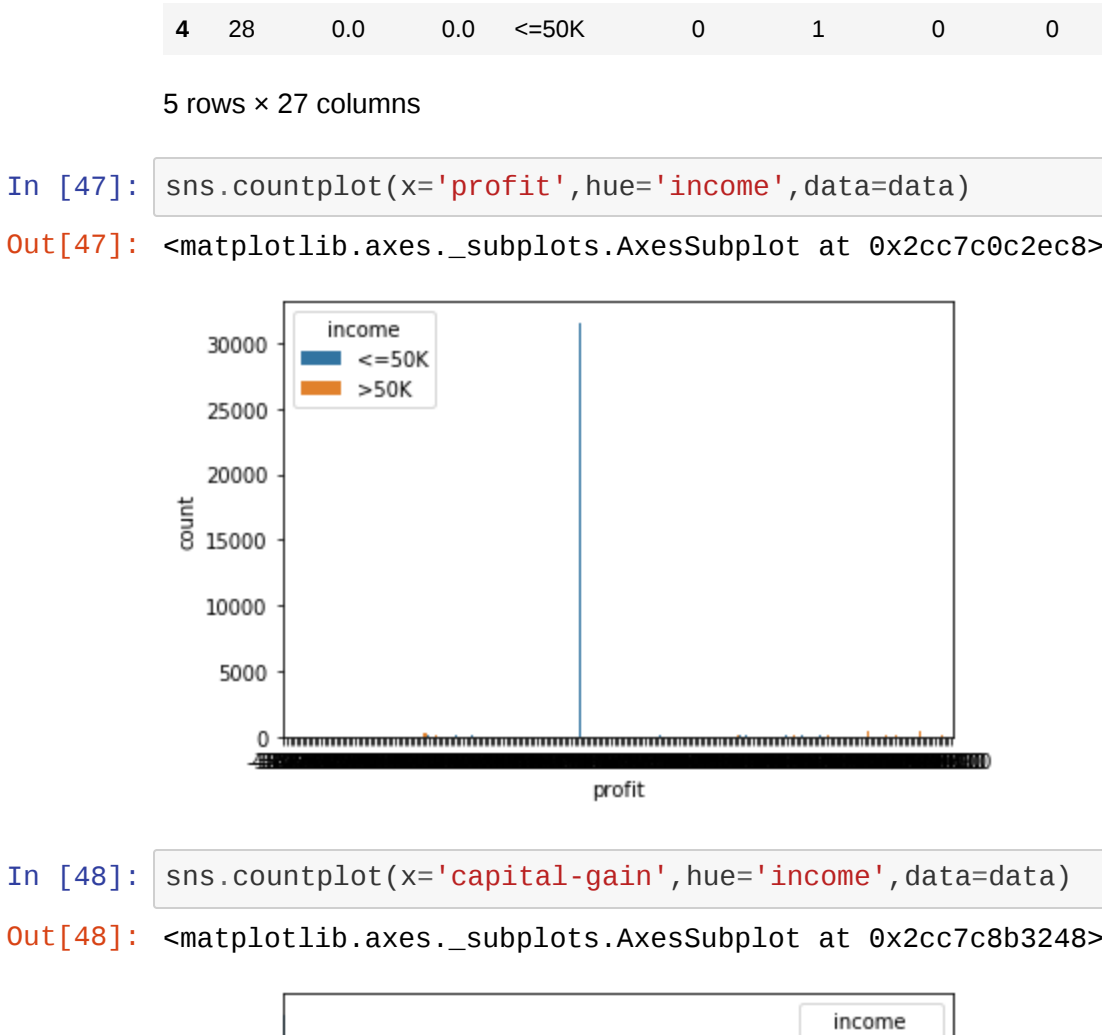 4 28 0.0 0.0 <=50K 0 1 0 0
5 rows × 27 columns
In [47]: sns.countplot(x='profit',hue='income',data=data)
Out[47]: <matplotlib.axes._subplots.AxesSubplot at 0x2cc7c0c2ec8>
income
<=50K
>50K
30000
25000
20000
15000
10000
5000
0
count
profit
In [48]: sns.countplot(x='capital-gain',hue='income',data=data)
Out[48]: <matplotlib.axes._subplots.AxesSubplot at 0x2cc7c8b3248>
income